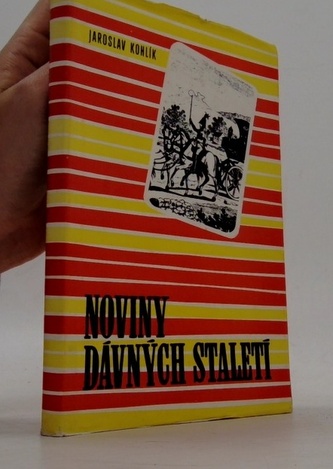 JAROSLAV KOHLÍK
NOVINY
DÁVNÝCH STALETÍ